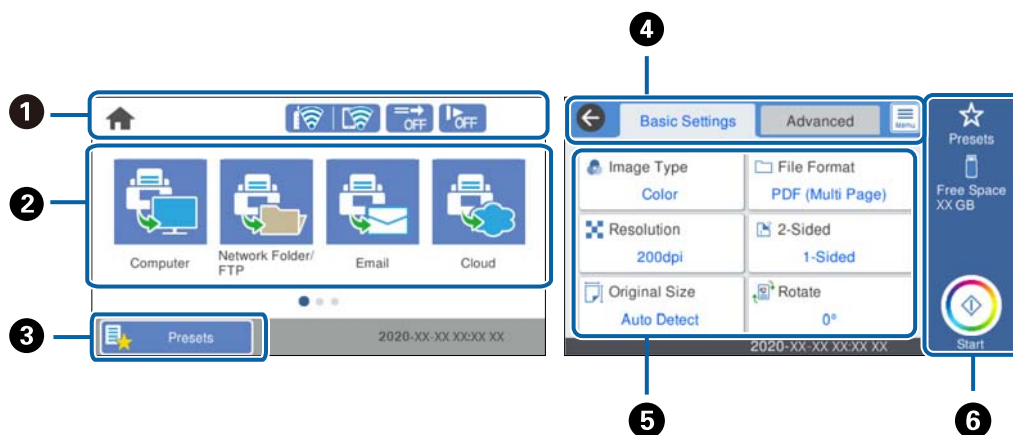 4
1
OFF
OFF
2
Computer
Network Folder/
FTP
Email
Cloud
3
Presets
2020-XX-XX XX:XX XX
Basic Settings
Advanced
Menu
Image Type
Color
File Format
PDF (Multi Page)
Resolution
200dpi
2-Sided
1-Sided
Original Size
Auto Detect
Rotate
0°
2020-XX-XX XX:XX XX
Presets
Free Space
XX GB
Start
5
6